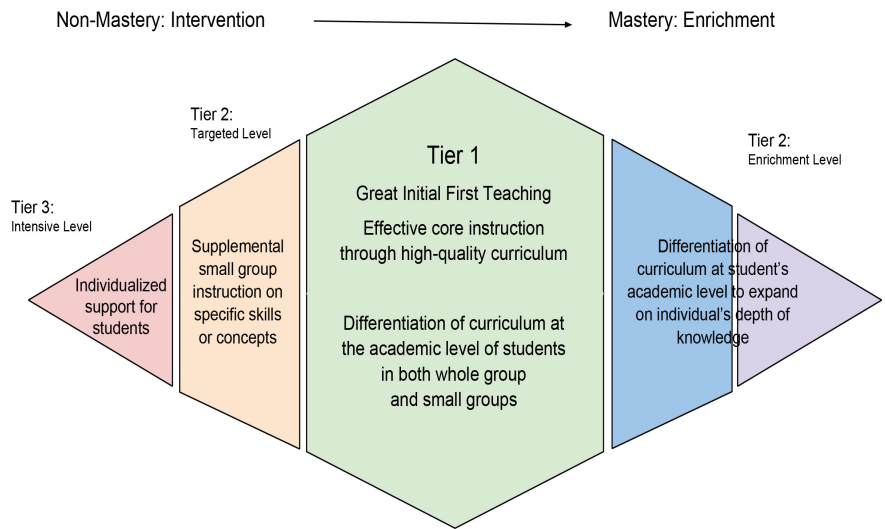 Non-Mastery: Intervention
Mastery: Enrichment
Tier 2:
Targeted Level
Tier 2:
Enrichment Level
Tier 3:
Intensive Level
Individualized
support for
students
Supplemental
small group
instruction on
specific skills
or concepts
Tier 1
Great Initial First Teaching
Effective core instruction
through high-quality curriculum
Differentiation of curriculum at
the academic level of students
in both whole group
and small groups
Differentiation of
curriculum at student’s
academic level to expand
on individual’s depth of
knowledge